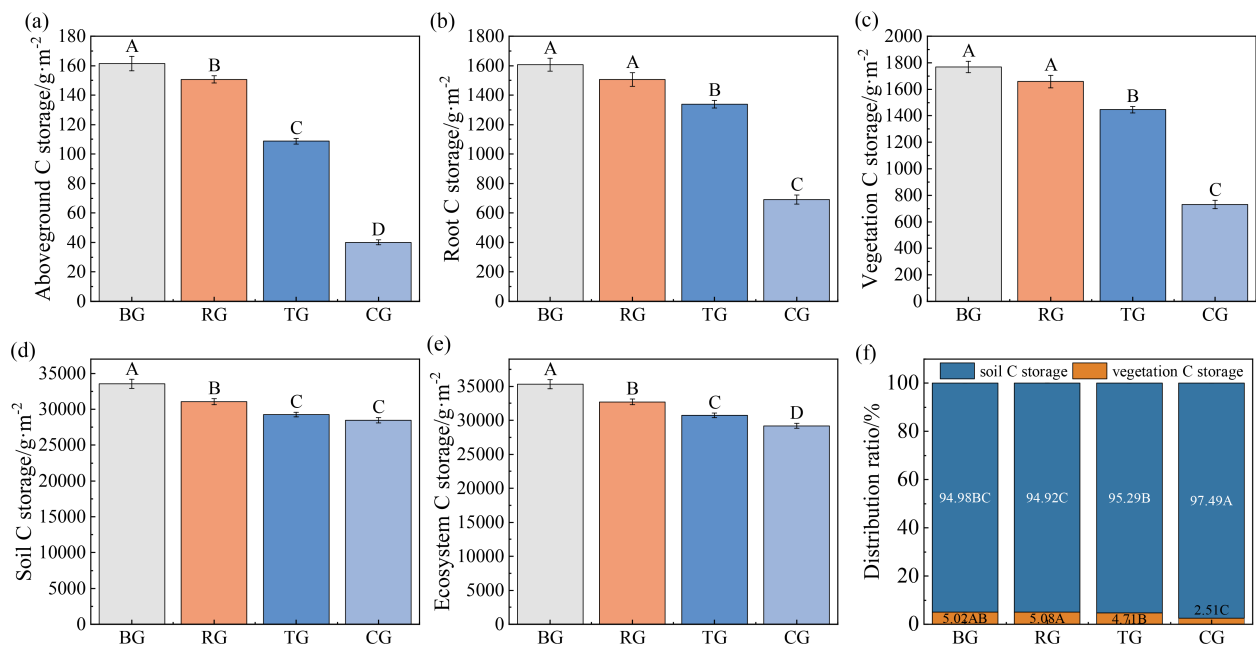 (a)
Aboveground C storage/g·m⁻²
180
160
140
120
100
80
60
40
20
0
A
B
C
D
BG RG TG CG
(b)
Root C storage/g·m⁻²
1800
1600
1400
1200
1000
800
600
400
200
0
A
A
B
C
BG RG TG CG
(c)
Vegetation C storage/g·m⁻²
2000
1800
1600
1400
1200
1000
800
600
400
200
0
A
A
B
C
BG RG TG CG
(d)
Soil C storage/g·m⁻²
35000
30000
25000
20000
15000
10000
5000
0
A
B
C
C
BG RG TG CG
(e)
Ecosystem C storage/g·m⁻²
35000
30000
25000
20000
15000
10000
5000
0
A
B
C
D
BG RG TG CG
(f)
soil C storage vegetation C storage
Distribution ratio/%
100
80
60
40
20
0
94.98BC 94.92C 95.29B 97.49A
5.02AB 5.08A 4.71B 2.51C
BG RG TG CG